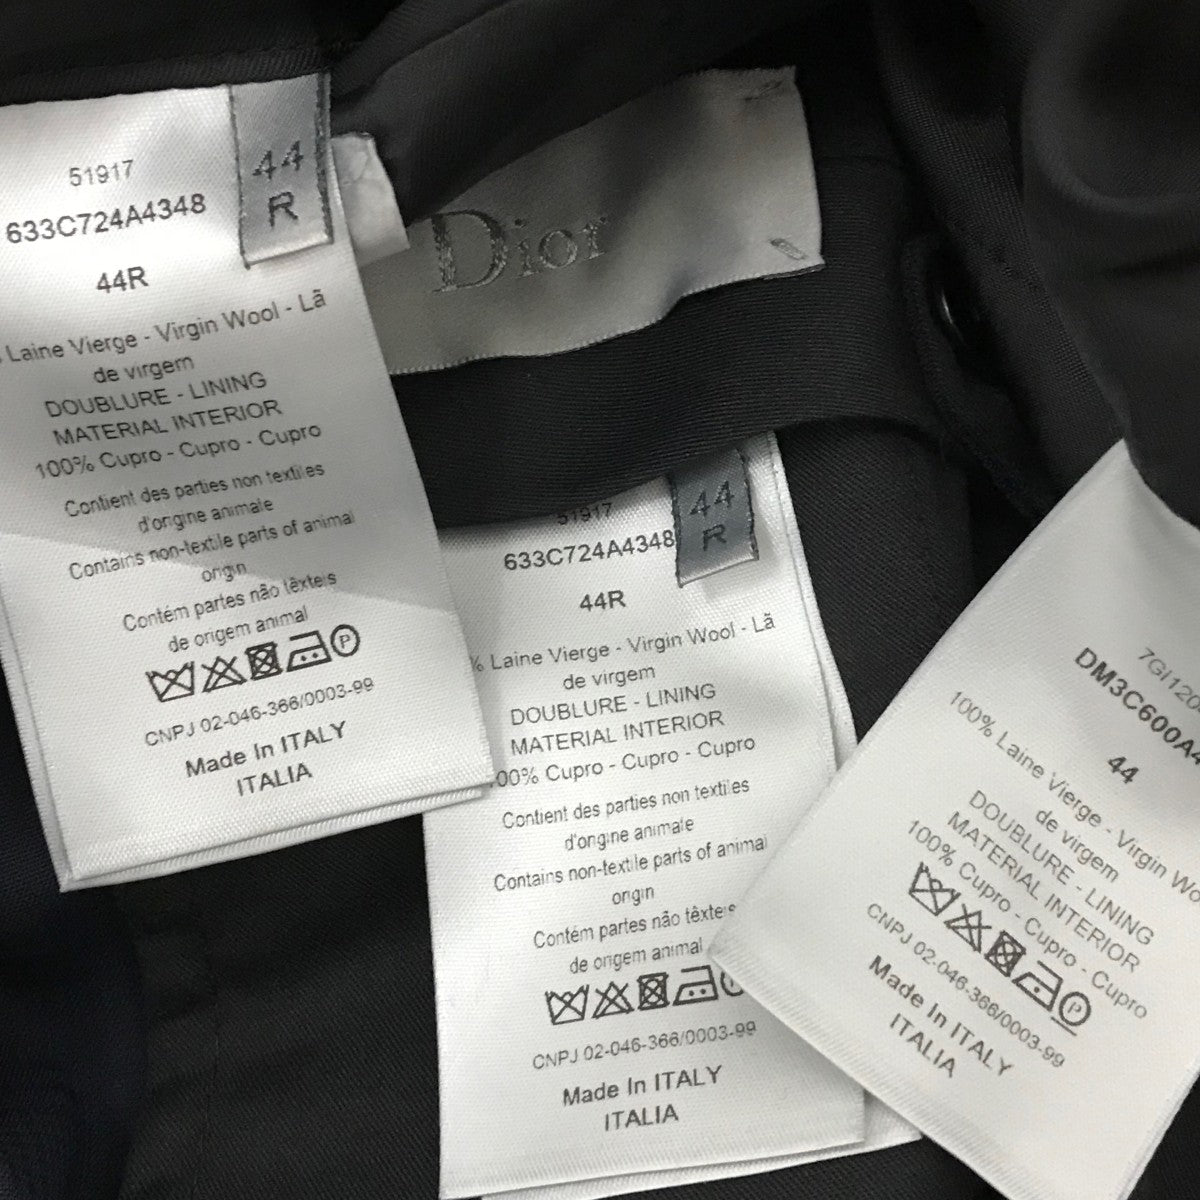 51917
633C724A4348
44R
Laine Vierge - Virgin Wool - Lã
de virgem
DOUBLURE - LINING
MATERIAL INTERIOR
100% Cupro - Cupro - Cupro
Contient des parties non textiles
d'origine animale
Contains non-textile parts of animal
origin
Contém partes não têxteis
de origem animal
P
CNPJ 02-046-366/0003-99
Made In ITALY
ITALIA
44
R
Dior
51917
633C724A4348
44R
% Laine Vierge - Virgin Wool - Lã
de virgem
DOUBLURE - LINING
MATERIAL INTERIOR
00% Cupro - Cupro - Cupro
Contient des parties non textiles
d'origine animale
Contains non-textile parts of animal
origin
Contém partes não têxteis
de origem animal
CNPJ 02-046-366/0003-99
Made In ITALY
ITALIA
44
R
7GI120
DM3C600A4
44
100% Laine Vierge - Virgin Wo
de virgem
DOUBLURE - LINING
MATERIAL INTERIOR
100% Cupro - Cupro - Cupro
P
CNPJ 02-046-366/0003-99
Made In ITALY
ITALIA